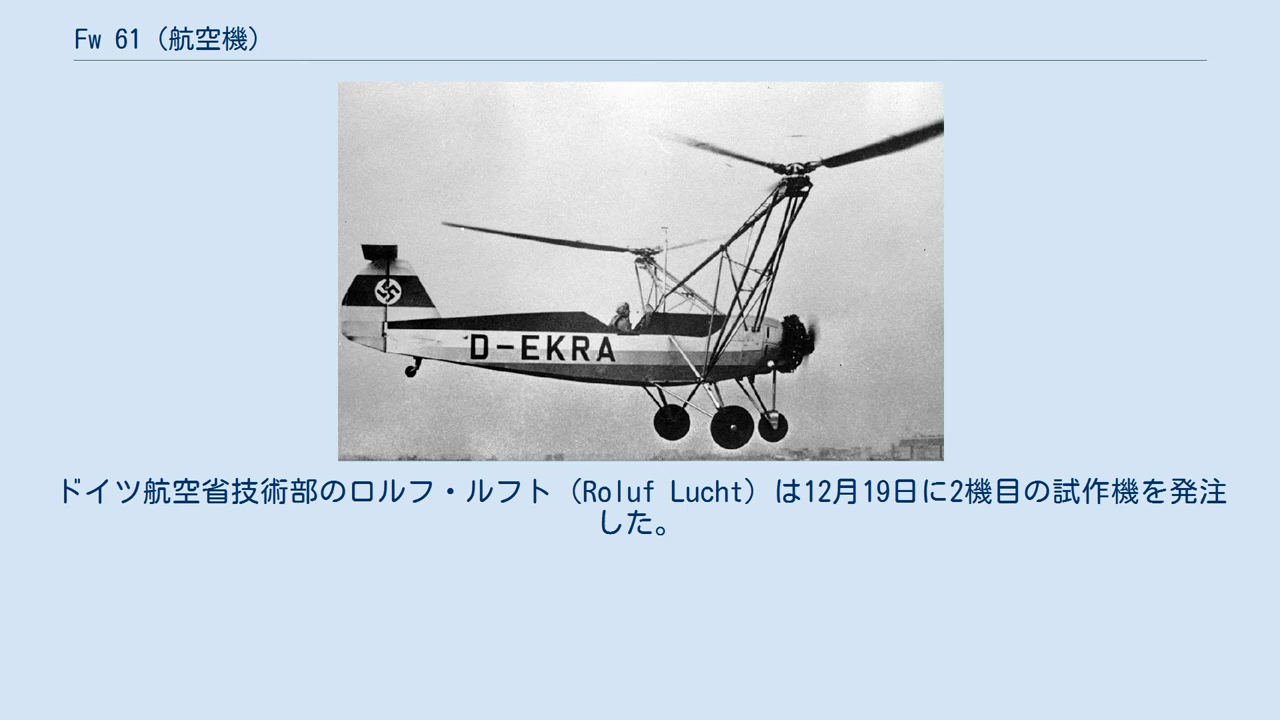 Fw 61（航空機）
D-EKRA
ドイツ航空省技術部のロルフ・ルフト（Roluf Lucht）は12月19日に2機目の試作機を発注
した。